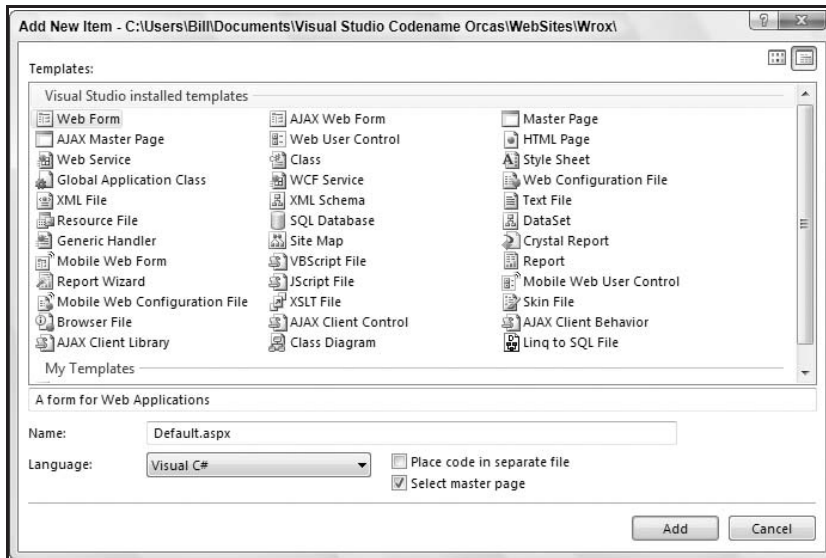 Add New Item - C:\Users\Bill\Documents\Visual Studio Codename Orcas\WebSites\Wrox\
Templates:
Visual Studio installed templates
Web Form AJAX Web Form Master Page
AJAX Master Page Web User Control HTML Page
Web Service Class Style Sheet
Global Application Class WCF Service Web Configuration File
XML File XML Schema Text File
Resource File SQL Database DataSet
Generic Handler Site Map Crystal Report
Mobile Web Form VBScript File Report
Report Wizard JScript File Mobile Web User Control
Mobile Web Configuration File XSLT File Skin File
Browser File AJAX Client Control AJAX Client Behavior
AJAX Client Library Class Diagram Linq to SQL File
My Templates
A form for Web Applications
Name: Default.aspx
Language: Visual C# Place code in separate file
Select master page
Add Cancel